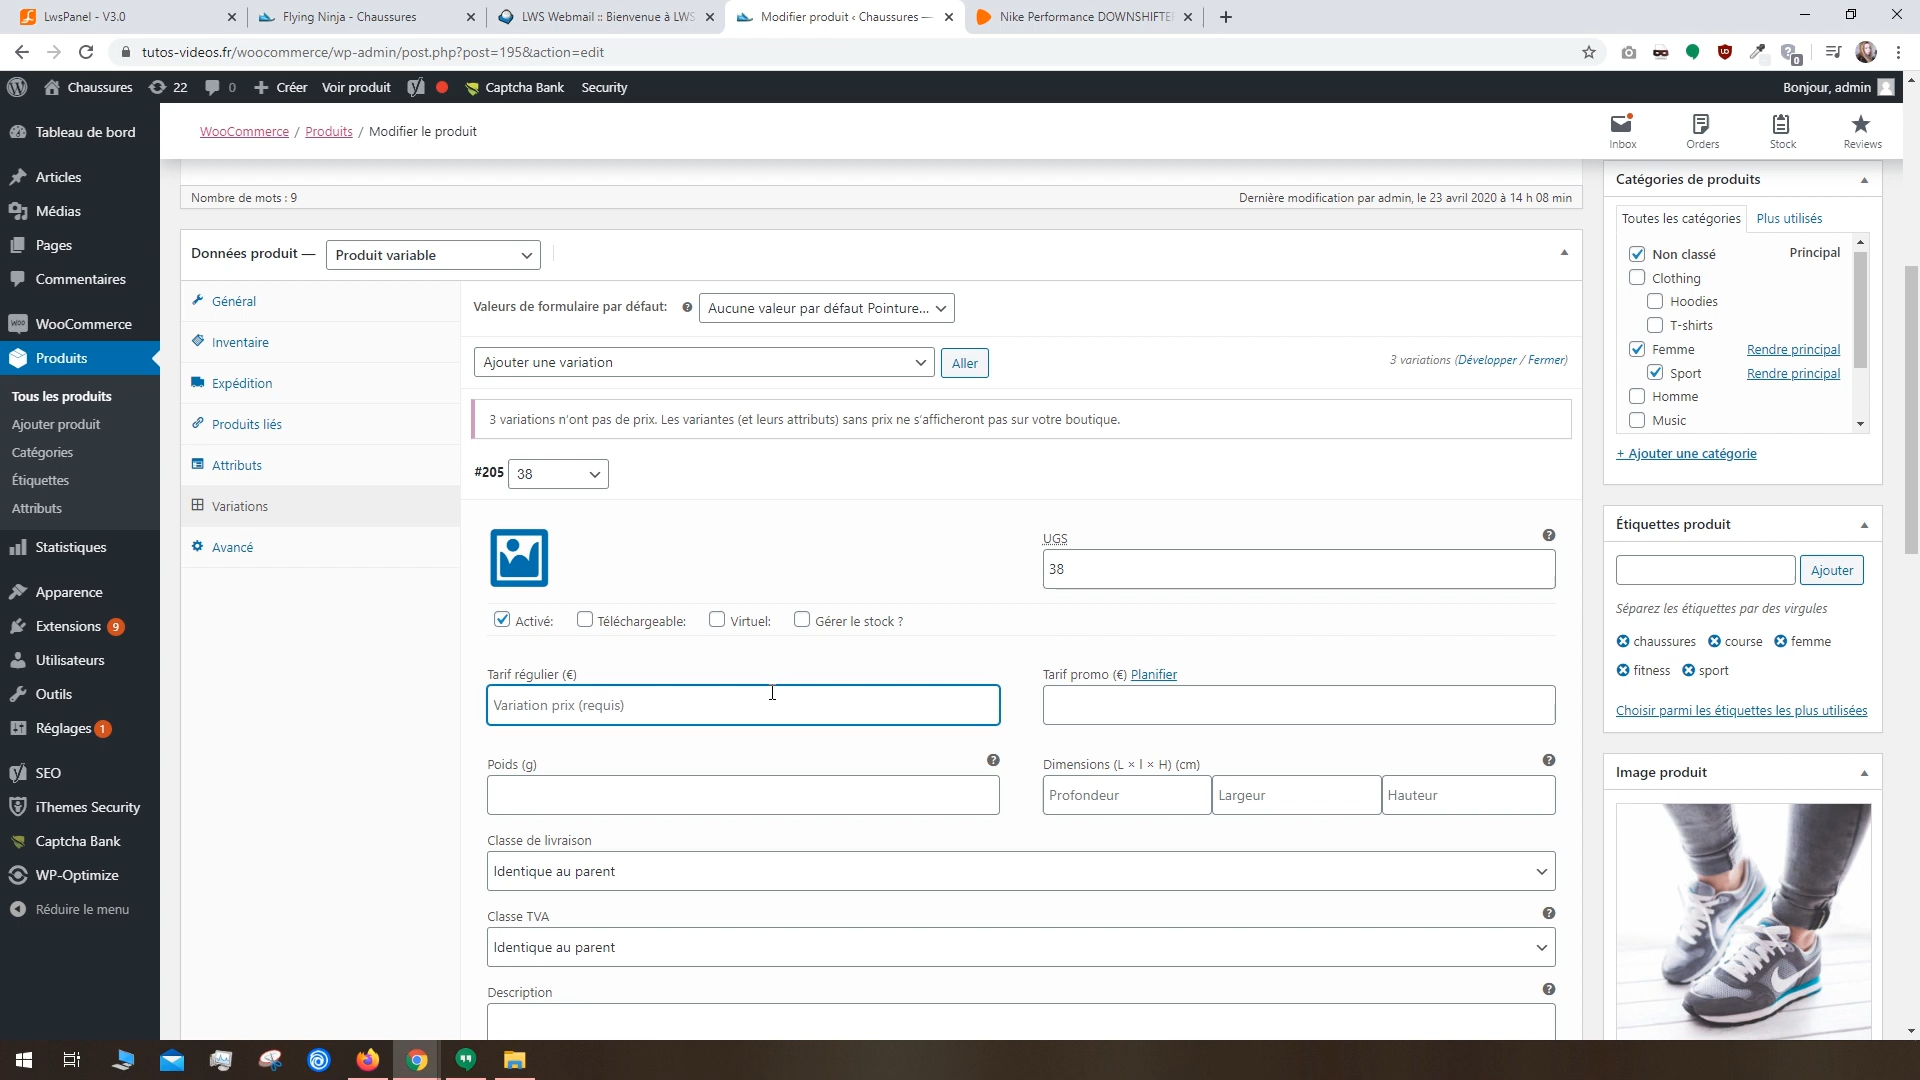 LwsPanel - V3.0
Flying Ninja - Chaussures
LWS Webmail :: Bienvenue à LWS
Modifier produit ‹ Chaussures —
Nike Performance DOWNSHIFTE
tutos-videos.fr/woocommerce/wp-admin/post.php?post=195&action=edit
Chaussures
22
0
Créer
Voir produit
Captcha Bank
Security
Bonjour, admin
Tableau de bord
Articles
Médias
Pages
Commentaires
WooCommerce
Produits
Tous les produits
Ajouter produit
Catégories
Étiquettes
Attributs
Statistiques
Apparence
Extensions 9
Utilisateurs
Outils
Réglages 1
SEO
iThemes Security
Captcha Bank
WP-Optimize
Réduire le menu
WooCommerce / Produits / Modifier le produit
Inbox
Orders
Stock
Reviews
Nombre de mots : 9
Dernière modification par admin, le 23 avril 2020 à 14 h 08 min
Données produit —
Produit variable
Général
Inventaire
Expédition
Produits liés
Attributs
Variations
Avancé
Valeurs de formulaire par défaut:
Aucune valeur par défaut Pointure...
Ajouter une variation
Aller
3 variations (Développer / Fermer)
3 variations n'ont pas de prix. Les variantes (et leurs attributs) sans prix ne s'afficheront pas sur votre boutique.
#205
38
UGS
38
Activé:
Téléchargeable:
Virtuel:
Gérer le stock ?
Tarif régulier (€)
Variation prix (requis)
Tarif promo (€) Planifier
Poids (g)
Dimensions (L × l × H) (cm)
Profondeur
Largeur
Hauteur
Classe de livraison
Identique au parent
Classe TVA
Identique au parent
Description
Catégories de produits
Toutes les catégories
Plus utilisés
Non classé
Principal
Clothing
Hoodies
T-shirts
Femme
Rendre principal
Sport
Rendre principal
Homme
Music
+ Ajouter une catégorie
Étiquettes produit
Ajouter
Séparez les étiquettes par des virgules
chaussures
course
femme
fitness
sport
Choisir parmi les étiquettes les plus utilisées
Image produit